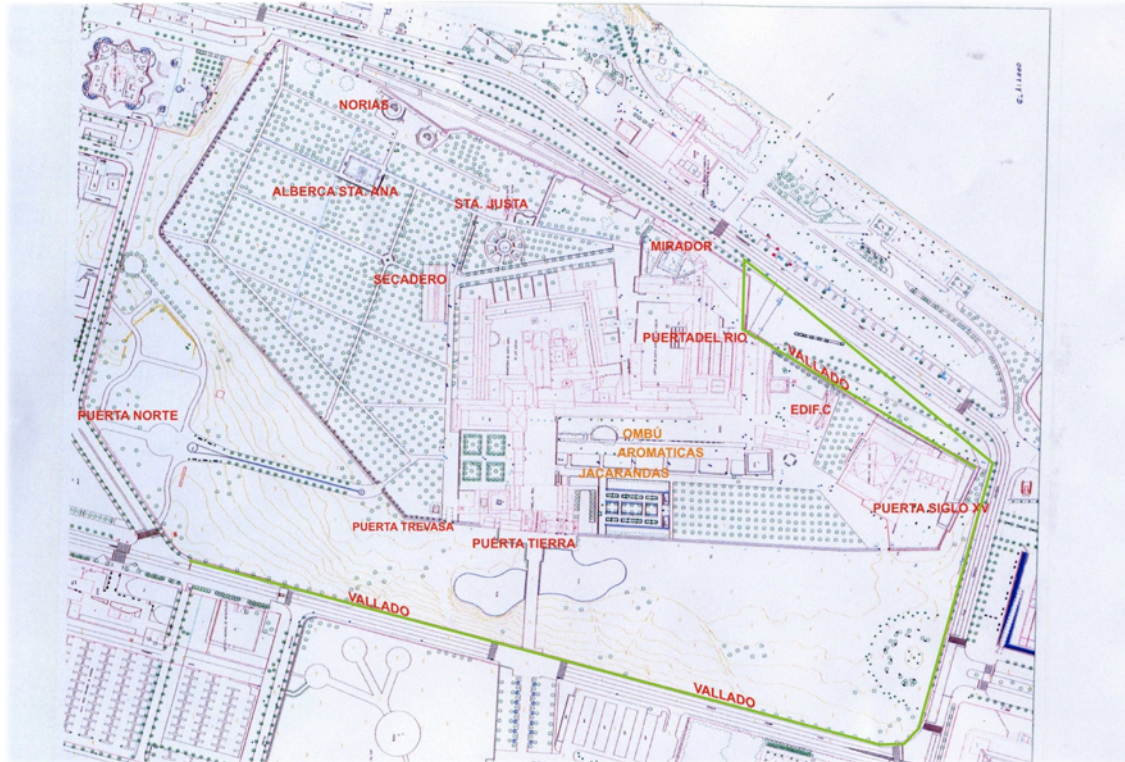 NORIAS
ALBERCA STA. ANA
STA. JUSTA
MIRADOR
SECADERO
PUERTADEL RIO
VALLADO
EDIF.C
PUERTA NORTE
OMBÚ
AROMATICAS
JACARANDAS
PUERTA SIGLO XV
PUERTA TREVASA
PUERTA TIERRA
VALLADO
VALLADO